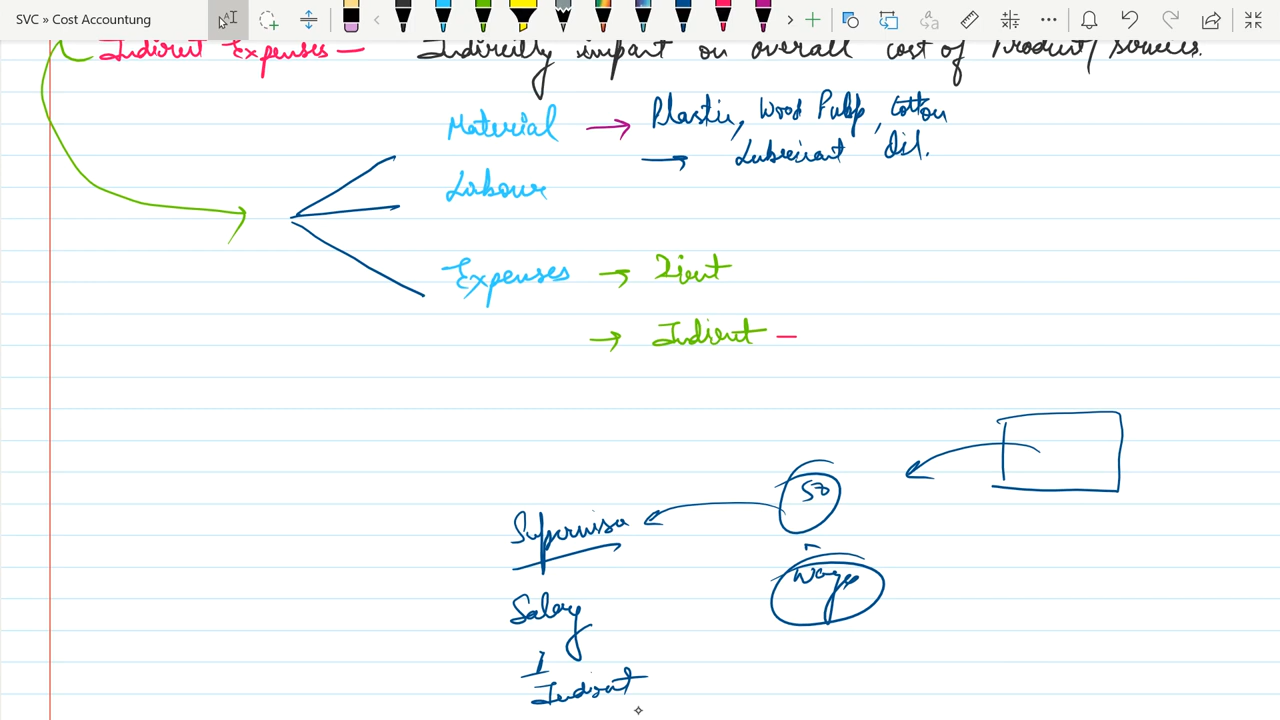 SVC » Cost Accountung
Indirect Expenses — Indirectly impact on overall cost of Product/services.
Material → Plastic, Wood Pulp, Cotton
→ Lubricant Oil.
Labour
Expenses → Direct
→ Indirect —
50
Supervisor
Wages
Salary
Indirect